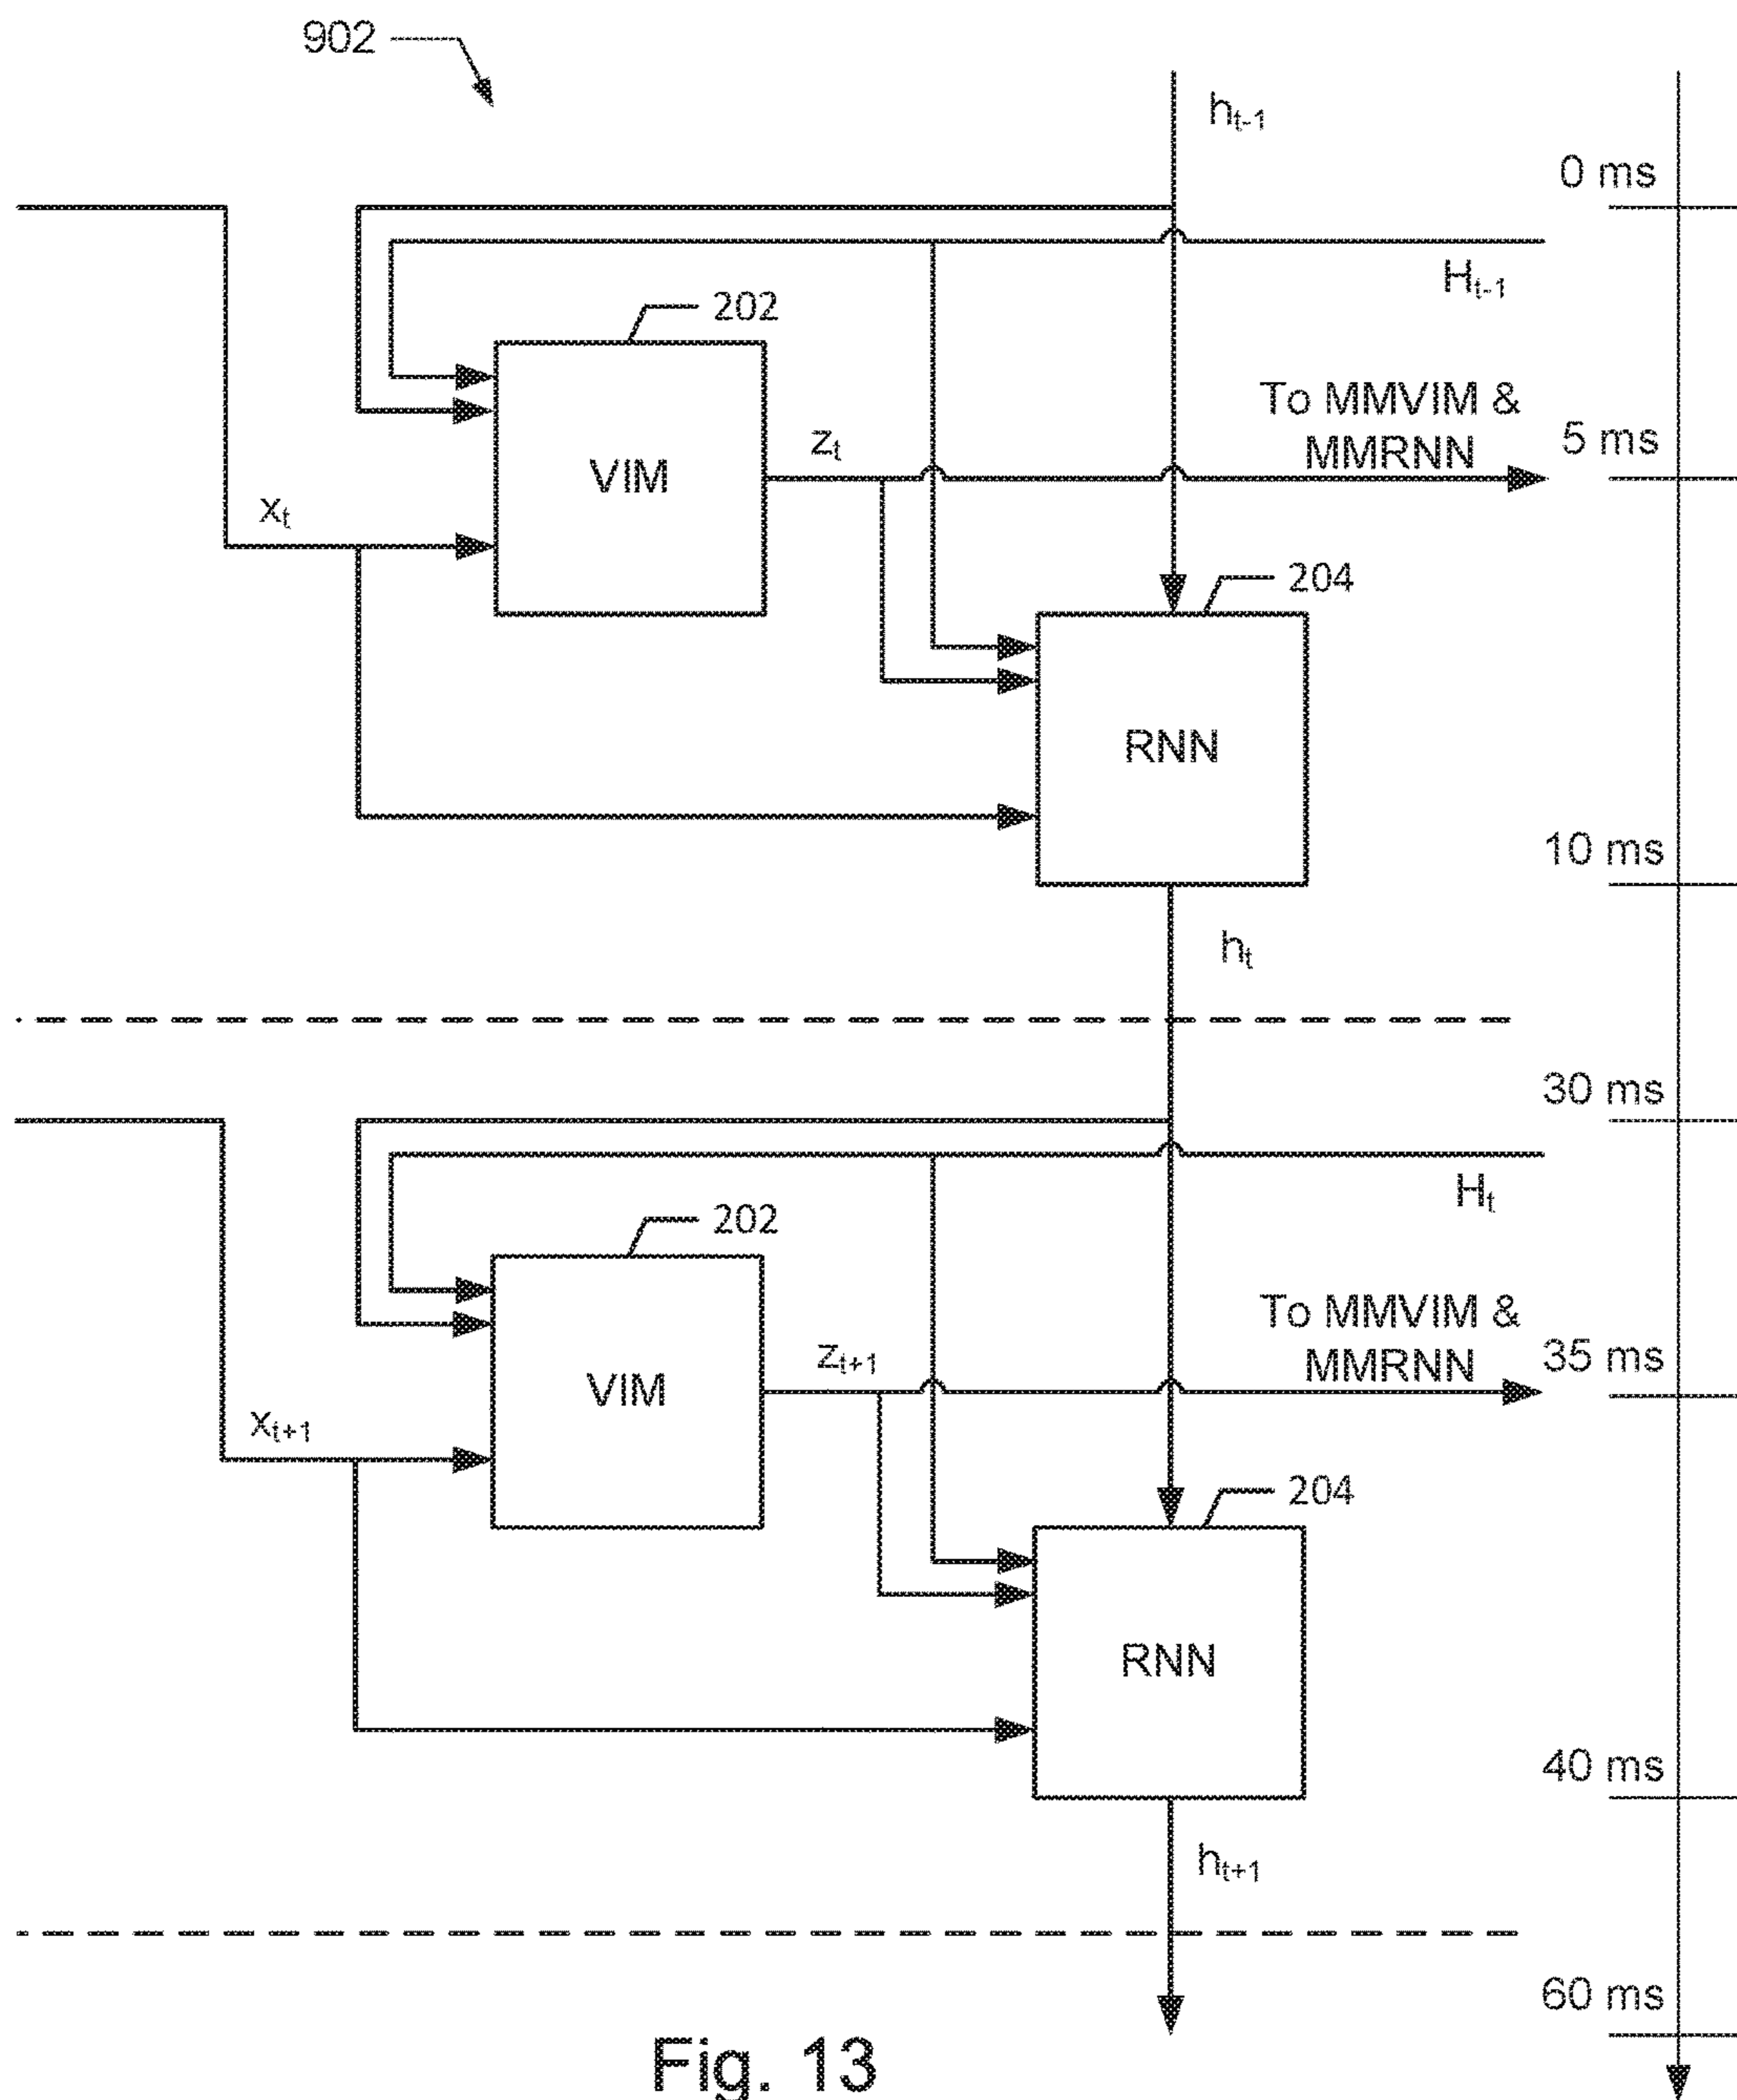 902
h_{t-1}
0 ms
H_{t-1}
202
To MMVIM &
MMRNN
5 ms
z_t
VIM
x_t
204
RNN
10 ms
h_t
30 ms
H_t
202
To MMVIM &
MMRNN
35 ms
z_{t+1}
VIM
x_{t+1}
204
RNN
40 ms
h_{t+1}
60 ms
Fig. 13